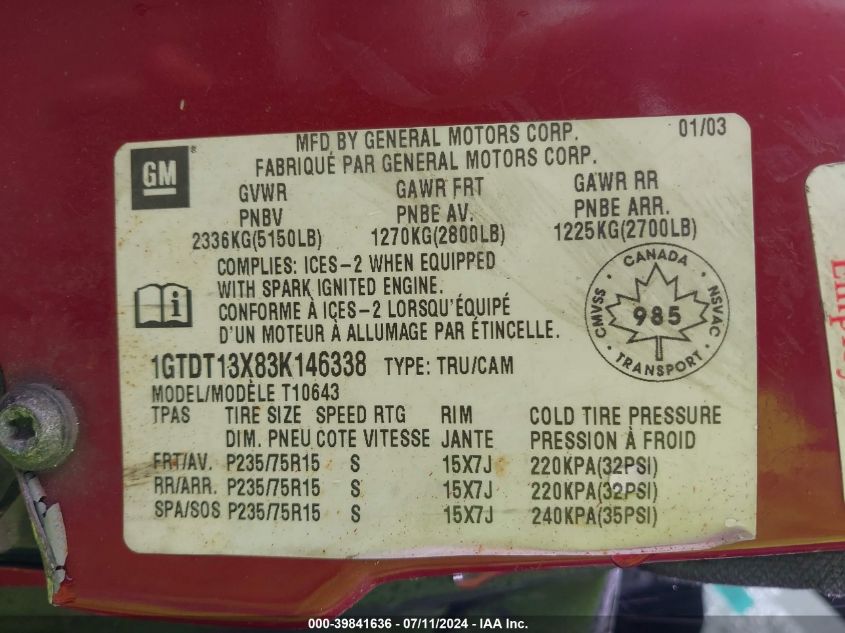 MFD BY GENERAL MOTORS CORP. 01/03
FABRIQUÉ PAR GENERAL MOTORS CORP.
GM
GVWR GAWR FRT GAWR RR
PNBV PNBE AV. PNBE ARR.
2336KG(5150LB) 1270KG(2800LB) 1225KG(2700LB)
COMPLIES: ICES-2 WHEN EQUIPPED
WITH SPARK IGNITED ENGINE.
CONFORME À ICES-2 LORSQU'ÉQUIPÉ
D'UN MOTEUR À ALLUMAGE PAR ÉTINCELLE.
CANADA
CMVSS 985 NSVAC
TRANSPORT
1GTDT13X83K146338 TYPE: TRU/CAM
MODEL/MODÈLE T10643
TPAS TIRE SIZE SPEED RTG RIM COLD TIRE PRESSURE
DIM. PNEU COTE VITESSE JANTE PRESSION À FROID
FRT/AV. P235/75R15 S 15X7J 220KPA(32PSI)
RR/ARR. P235/75R15 S 15X7J 220KPA(32PSI)
SPA/SOS P235/75R15 S 15X7J 240KPA(35PSI)
000-39841636 - 07/11/2024 - IAA Inc.